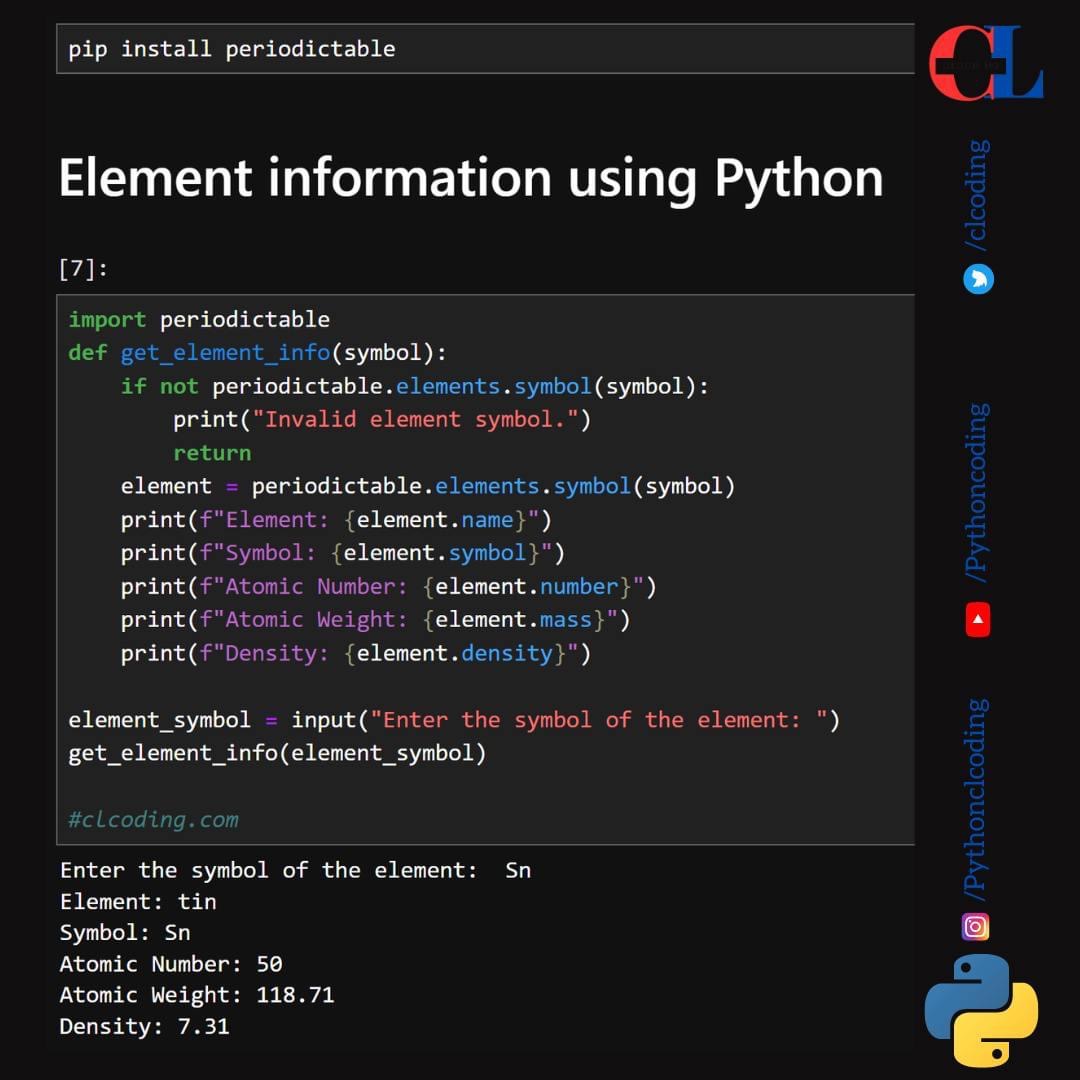 pip install periodictable
CL
Element information using Python
[7]:
import periodictable
def get_element_info(symbol):
    if not periodictable.elements.symbol(symbol):
        print("Invalid element symbol.")
        return
    element = periodictable.elements.symbol(symbol)
    print(f"Element: {element.name}")
    print(f"Symbol: {element.symbol}")
    print(f"Atomic Number: {element.number}")
    print(f"Atomic Weight: {element.mass}")
    print(f"Density: {element.density}")
element_symbol = input("Enter the symbol of the element: ")
get_element_info(element_symbol)
#clcoding.com
Enter the symbol of the element:  Sn
Element: tin
Symbol: Sn
Atomic Number: 50
Atomic Weight: 118.71
Density: 7.31
/clcoding
/Pythoncoding
/Pythonclcoding